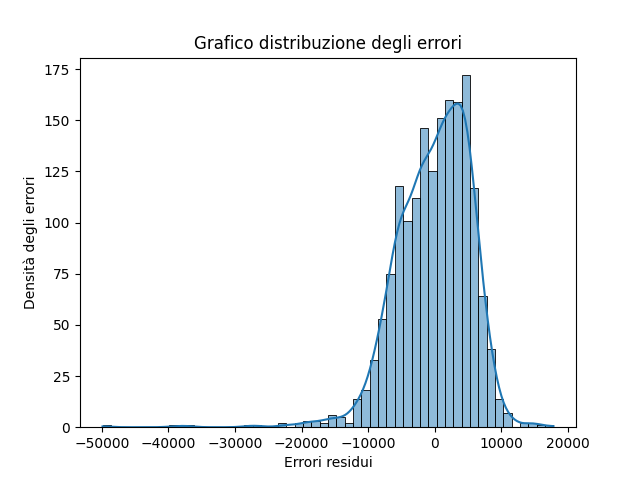 Grafico distribuzione degli errori
175
150
125
100
75
50
25
0
Densità degli errori
−50000 −40000 −30000 −20000 −10000 0 10000 20000
Errori residui